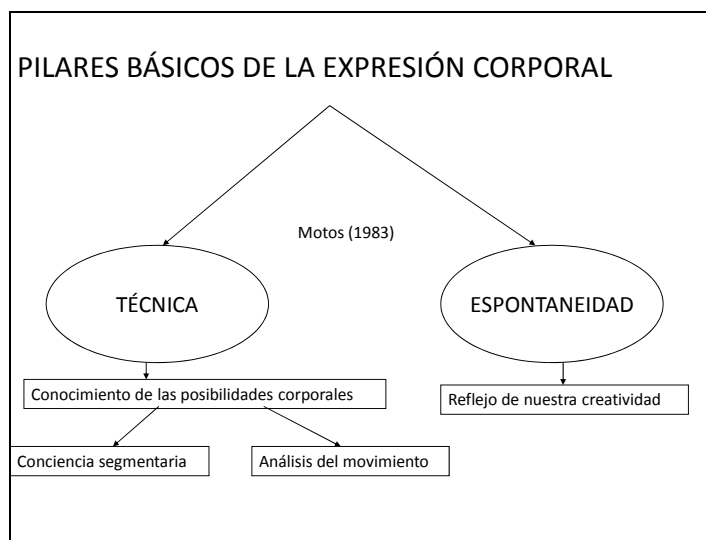 PILARES BÁSICOS DE LA EXPRESIÓN CORPORAL
Motos (1983)
TÉCNICA
ESPONTANEIDAD
Conocimiento de las posibilidades corporales
Reflejo de nuestra creatividad
Conciencia segmentaria
Análisis del movimiento